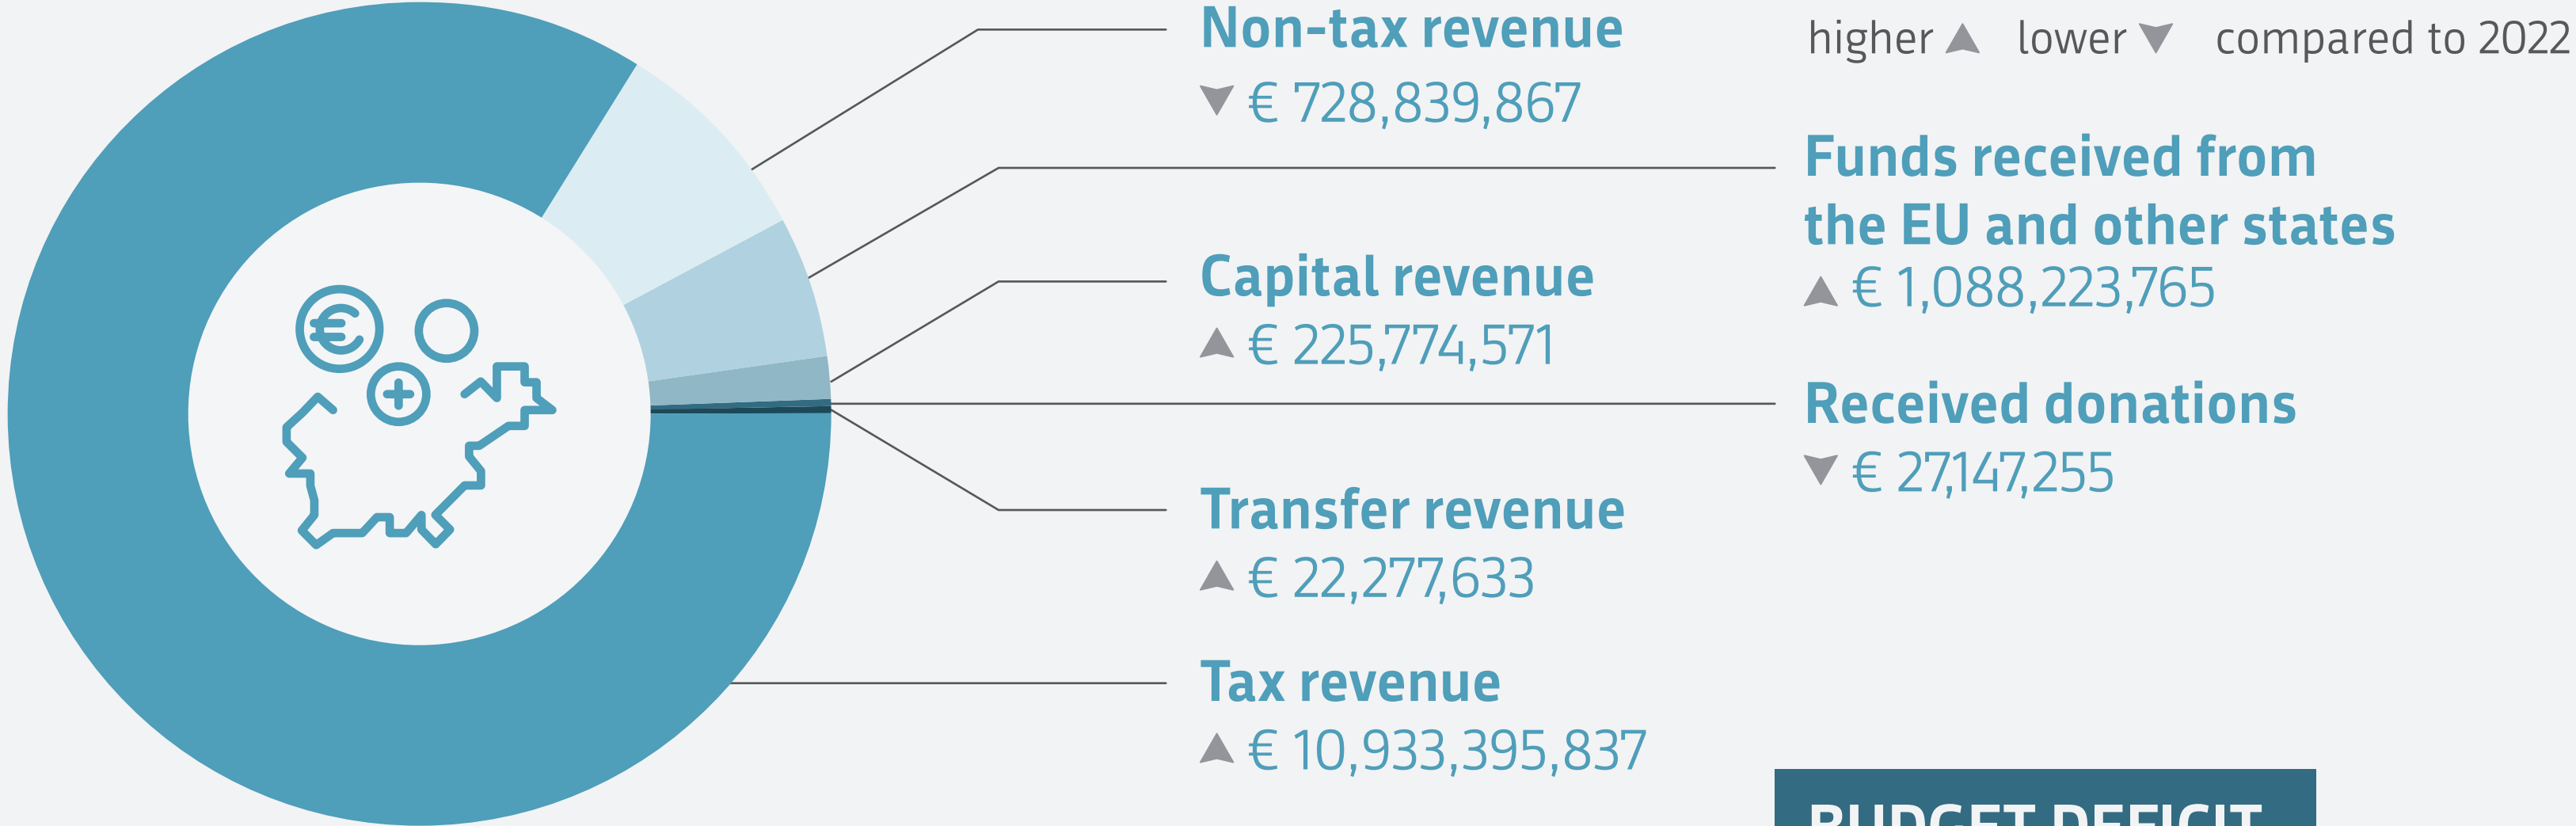 Non-tax revenue
▼ € 728,839,867
higher ▲ lower ▼ compared to 2022
Funds received from
the EU and other states
▲ € 1,088,223,765
Capital revenue
▲ € 225,774,571
Received donations
▼ € 27,147,255
Transfer revenue
▲ € 22,277,633
Tax revenue
▲ € 10,933,395,837
BUDGET DEFICIT
€